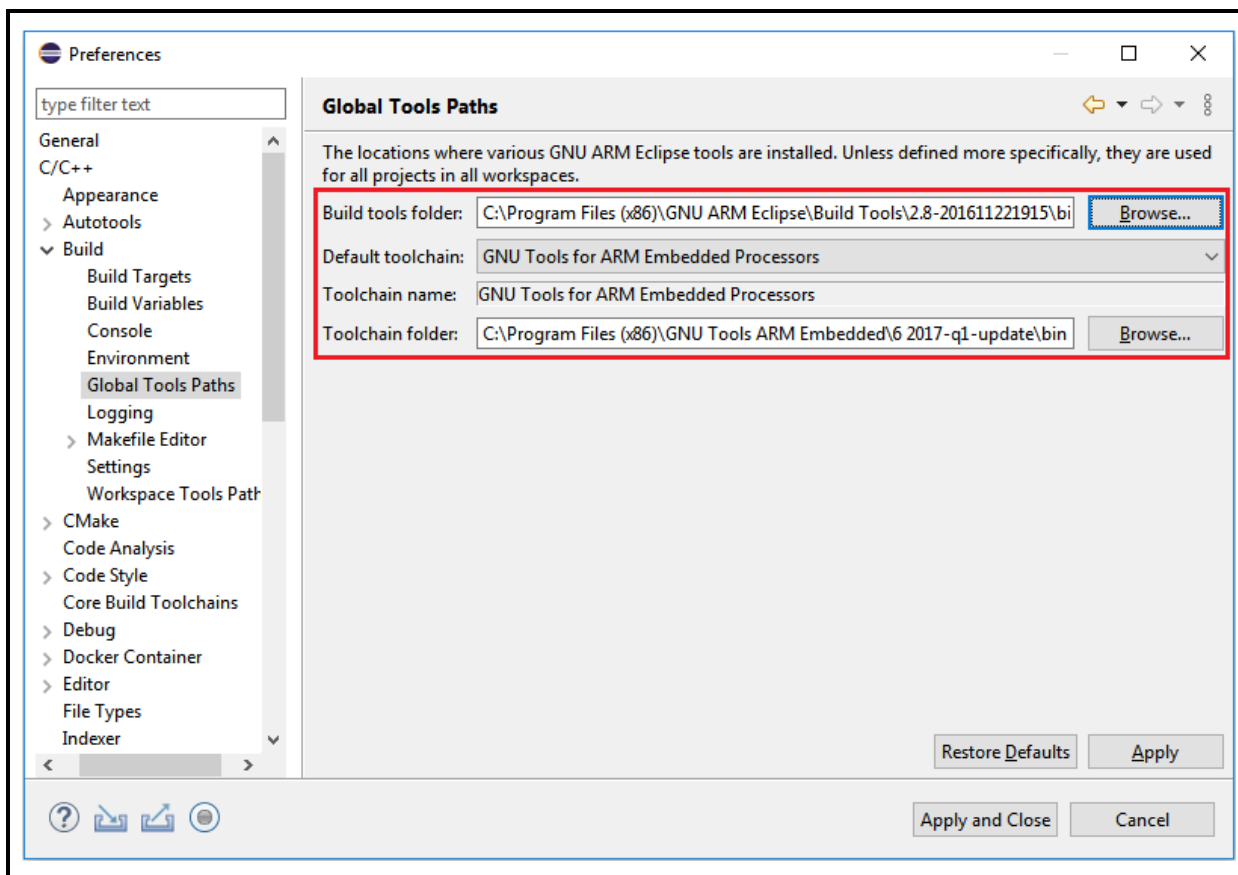 Preferences
type filter text
General
C/C++
Appearance
Autotools
Build
Build Targets
Build Variables
Console
Environment
Global Tools Paths
Logging
Makefile Editor
Settings
Workspace Tools Path
CMake
Code Analysis
Code Style
Core Build Toolchains
Debug
Docker Container
Editor
File Types
Indexer
Global Tools Paths
The locations where various GNU ARM Eclipse tools are installed. Unless defined more specifically, they are used
for all projects in all workspaces.
Build tools folder: C:\Program Files (x86)\GNU ARM Eclipse\Build Tools\2.8-201611221915\bi Browse...
Default toolchain: GNU Tools for ARM Embedded Processors
Toolchain name: GNU Tools for ARM Embedded Processors
Toolchain folder: C:\Program Files (x86)\GNU Tools ARM Embedded\6 2017-q1-update\bin Browse...
Restore Defaults Apply
? Apply and Close Cancel